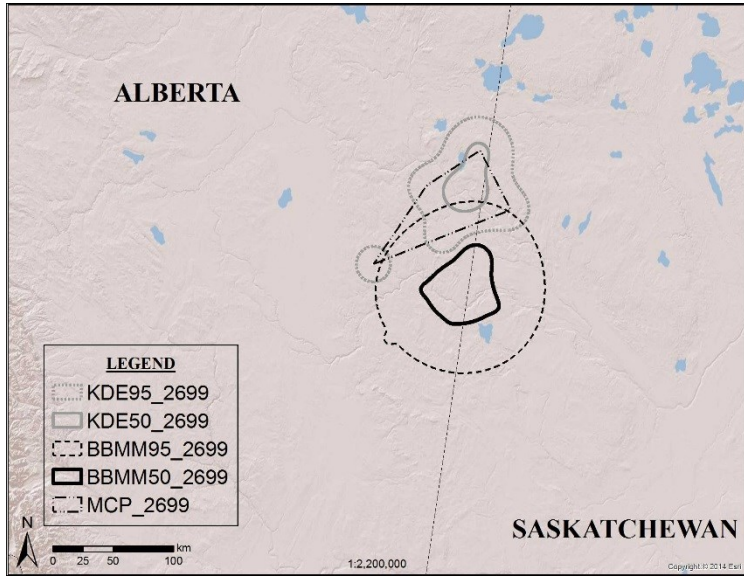 ALBERTA
LEGEND
KDE95_2699
KDE50_2699
BBMM95_2699
BBMM50_2699
MCP_2699
N
km
0 25 50 75 100
1:2,200,000
SASKATCHEWAN
Copyright:© 2014 Esri